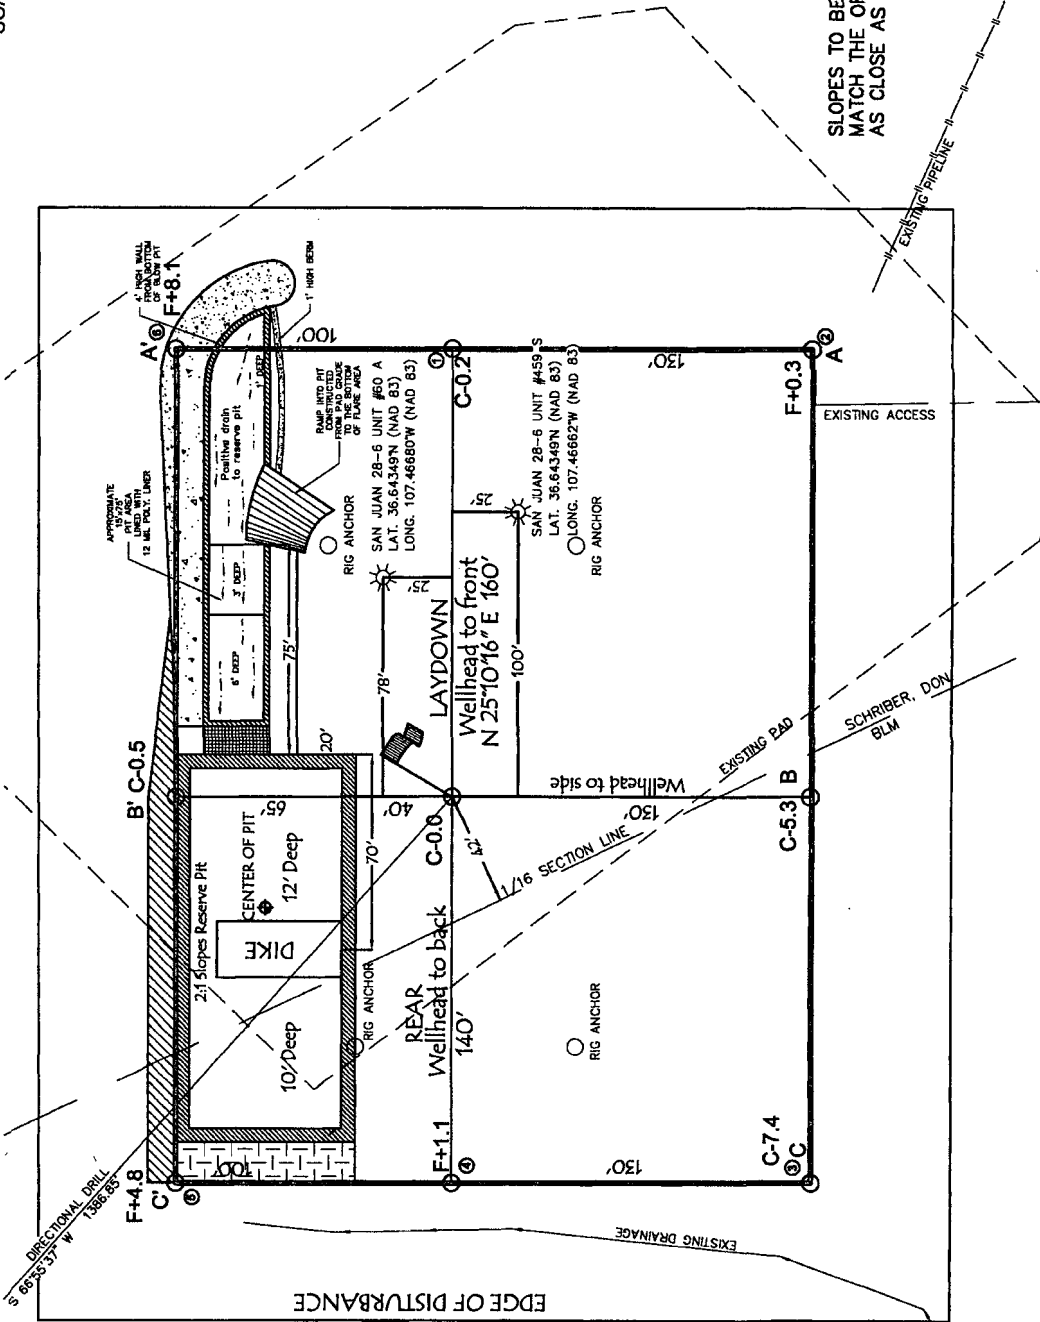 SLOPES TO BE
MATCH THE
AS CLOSE AS
EXISTING PIPELINE
4' HIGH WALL
FROM BOTTOM
OF BLOW PIT
F+8.1
A' ⑥
1' HIGH BERM
100'
1' DEEP
RAMP INTO PIT
CONSTRUCTED
FROM PAD GRADE
TO THE BOTTOM
OF FLARE AREA
Positive drain
to reserve pit
APPROXIMATE
15'x75'
PIT AREA
LINED WITH
12 MIL POLY. LINER
3' DEEP
6' DEEP
75'
RIG ANCHOR
SAN JUAN 28-6 UNIT #60 A
LAT. 36.64349°N (NAD 83)
LONG. 107.46680°W (NAD 83)
① C-0.2
SAN JUAN 28-6 UNIT #459 S
LAT. 36.64349°N (NAD 83)
LONG. 107.46662°W (NAD 83)
RIG ANCHOR
130'
F+0.3
② A
EXISTING ACCESS
25'
25'
78'
100'
LAYDOWN
Wellhead to front
N 25°10'16" E 160'
B' C-0.5
20'
65'
40'
70'
C-0.0
42'
Wellhead to side
130'
C-5.3 B
EXISTING PAD
SCHRIBER, DON
BLM
1/16 SECTION LINE
2:1 Slopes Reserve Pit
CENTER OF PIT
12' Deep
DIKE
10' Deep
RIG ANCHOR
REAR
Wellhead to back
140'
RIG ANCHOR
F+4.8
C' ⑤
100'
F+1.1
④
130'
C-7.4
③ C
DIRECTIONAL DRILL
S 66°55'37" W 1386.85'
EXISTING DRAINAGE
EDGE OF DISTURBANCE